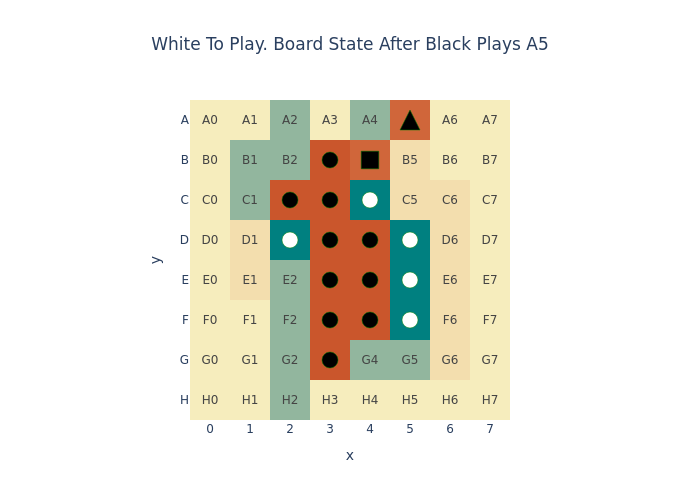 White To Play. Board State After Black Plays A5
A A0 A1 A2 A3 A4 A6 A7
B B0 B1 B2 B5 B6 B7
C C0 C1 C5 C6 C7
D D0 D1 D6 D7
y
E E0 E1 E2 E6 E7
F F0 F1 F2 F6 F7
G G0 G1 G2 G4 G5 G6 G7
H H0 H1 H2 H3 H4 H5 H6 H7
0 1 2 3 4 5 6 7
x